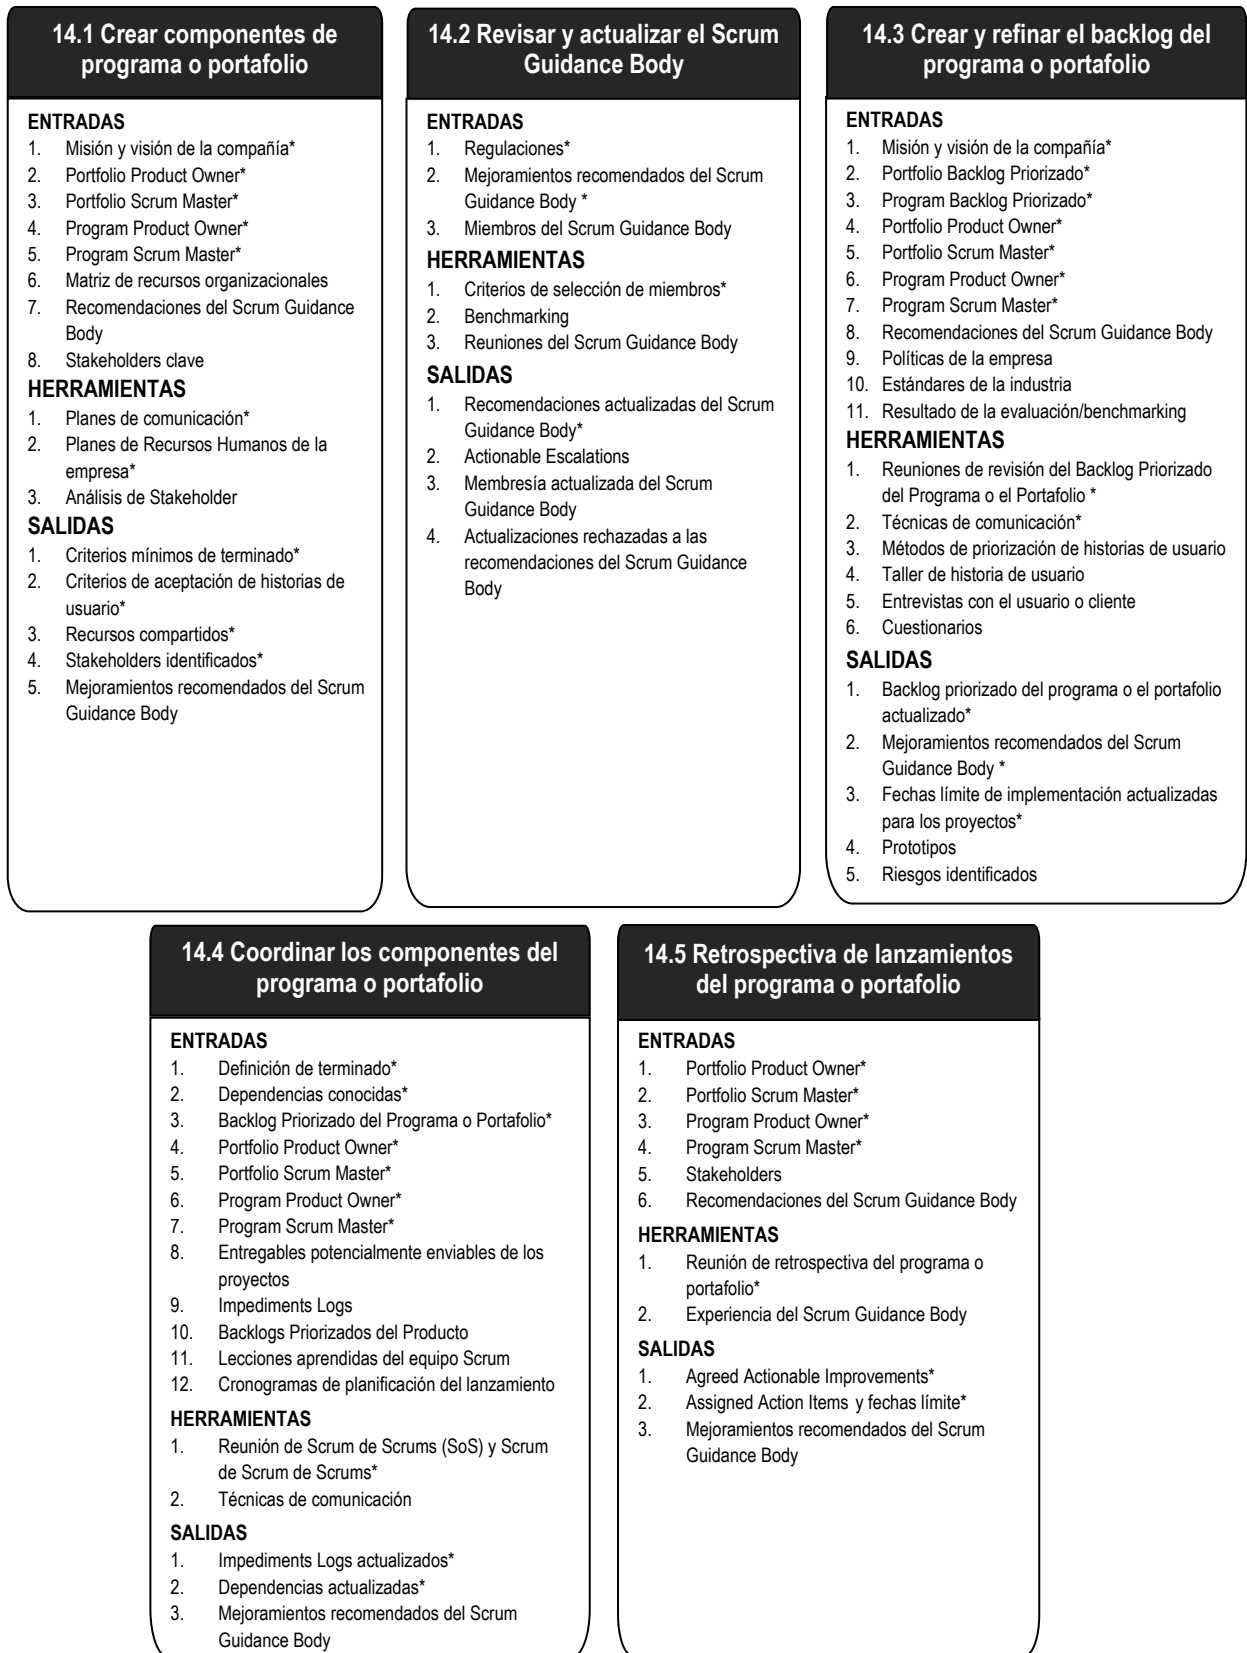 14.1 Crear componentes de
programa o portafolio
ENTRADAS
1. Misión y visión de la compañía*
2. Portfolio Product Owner*
3. Portfolio Scrum Master*
4. Program Product Owner*
5. Program Scrum Master*
6. Matriz de recursos organizacionales
7. Recomendaciones del Scrum Guidance
Body
8. Stakeholders clave
HERRAMIENTAS
1. Planes de comunicación*
2. Planes de Recursos Humanos de la
empresa*
3. Análisis de Stakeholder
SALIDAS
1. Criterios mínimos de terminado*
2. Criterios de aceptación de historias de
usuario*
3. Recursos compartidos*
4. Stakeholders identificados*
5. Mejoramientos recomendados del Scrum
Guidance Body
14.2 Revisar y actualizar el Scrum
Guidance Body
ENTRADAS
1. Regulaciones*
2. Mejoramientos recomendados del Scrum
Guidance Body *
3. Miembros del Scrum Guidance Body
HERRAMIENTAS
1. Criterios de selección de miembros*
2. Benchmarking
3. Reuniones del Scrum Guidance Body
SALIDAS
1. Recomendaciones actualizadas del Scrum
Guidance Body*
2. Actionable Escalations
3. Membresía actualizada del Scrum
Guidance Body
4. Actualizaciones rechazadas a las
recomendaciones del Scrum Guidance
Body
14.3 Crear y refinar el backlog del
programa o portafolio
ENTRADAS
1. Misión y visión de la compañía*
2. Portfolio Backlog Priorizado*
3. Program Backlog Priorizado*
4. Portfolio Product Owner*
5. Portfolio Scrum Master*
6. Program Product Owner*
7. Program Scrum Master*
8. Recomendaciones del Scrum Guidance Body
9. Políticas de la empresa
10. Estándares de la industria
11. Resultado de la evaluación/benchmarking
HERRAMIENTAS
1. Reuniones de revisión del Backlog Priorizado
del Programa o el Portafolio *
2. Técnicas de comunicación*
3. Métodos de priorización de historias de usuario
4. Taller de historia de usuario
5. Entrevistas con el usuario o cliente
6. Cuestionarios
SALIDAS
1. Backlog priorizado del programa o el portafolio
actualizado*
2. Mejoramientos recomendados del Scrum
Guidance Body *
3. Fechas límite de implementación actualizadas
para los proyectos*
4. Prototipos
5. Riesgos identificados
14.4 Coordinar los componentes del
programa o portafolio
ENTRADAS
1. Definición de terminado*
2. Dependencias conocidas*
3. Backlog Priorizado del Programa o Portafolio*
4. Portfolio Product Owner*
5. Portfolio Scrum Master*
6. Program Product Owner*
7. Program Scrum Master*
8. Entregables potencialmente enviables de los
proyectos
9. Impediments Logs
10. Backlogs Priorizados del Producto
11. Lecciones aprendidas del equipo Scrum
12. Cronogramas de planificación del lanzamiento
HERRAMIENTAS
1. Reunión de Scrum de Scrums (SoS) y Scrum
de Scrum de Scrums*
2. Técnicas de comunicación
SALIDAS
1. Impediments Logs actualizados*
2. Dependencias actualizadas*
3. Mejoramientos recomendados del Scrum
Guidance Body
14.5 Retrospectiva de lanzamientos
del programa o portafolio
ENTRADAS
1. Portfolio Product Owner*
2. Portfolio Scrum Master*
3. Program Product Owner*
4. Program Scrum Master*
5. Stakeholders
6. Recomendaciones del Scrum Guidance Body
HERRAMIENTAS
1. Reunión de retrospectiva del programa o
portafolio*
2. Experiencia del Scrum Guidance Body
SALIDAS
1. Agreed Actionable Improvements*
2. Assigned Action Items y fechas límite*
3. Mejoramientos recomendados del Scrum
Guidance Body